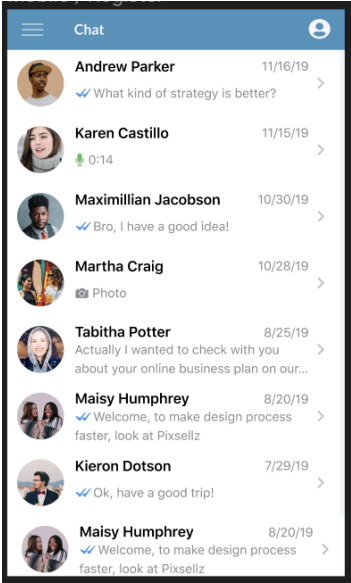 Chat
Andrew Parker 11/16/19
What kind of strategy is better?
Karen Castillo 11/15/19
0:14
Maximillian Jacobson 10/30/19
Bro, I have a good idea!
Martha Craig 10/28/19
Photo
Tabitha Potter 8/25/19
Actually I wanted to check with you
about your online business plan on our...
Maisy Humphrey 8/20/19
Welcome, to make design process
faster, look at Pixsellz
Kieron Dotson 7/29/19
Ok, have a good trip!
Maisy Humphrey 8/20/19
Welcome, to make design process
faster, look at Pixsellz